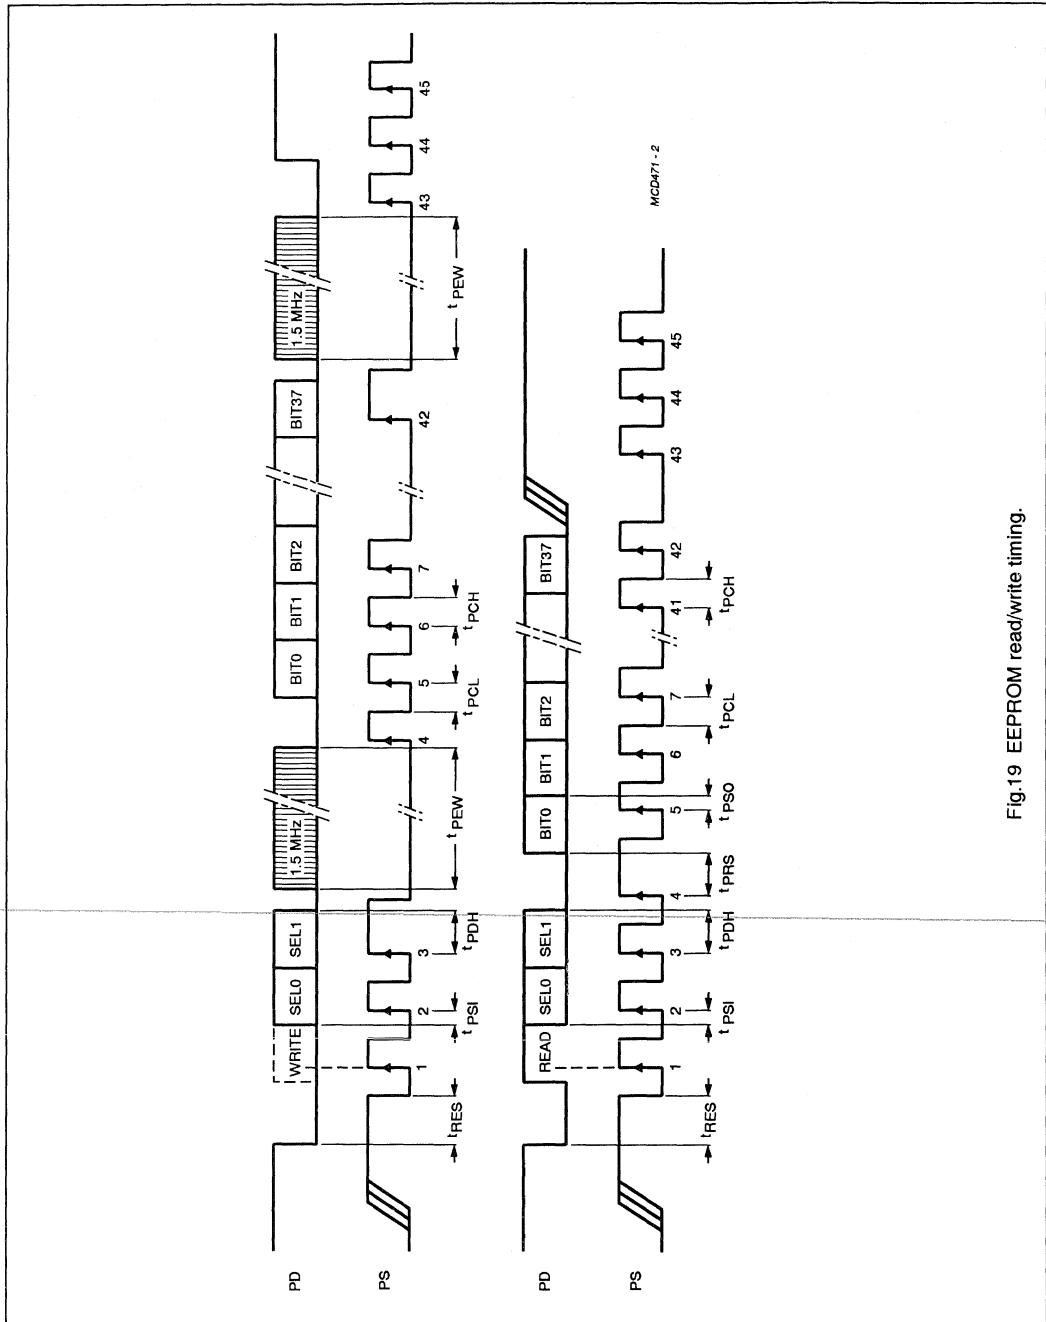 PD
WRITE
SEL0
SEL1
1.5 MHz
BIT0
BIT1
BIT2
BIT37
1.5 MHz
PS
1
2
3
4
5
6
7
42
43
44
45
tRES
tPSI
tPDH
tPEW
tPCL
tPCH
tPEW
PD
READ
SEL0
SEL1
BIT0
BIT1
BIT2
BIT37
PS
1
2
3
4
5
6
7
41
42
43
44
45
tRES
tPSI
tPDH
tPRS
tPSO
tPCL
tPCH
MCD471 - 2
Fig.19 EEPROM read/write timing.